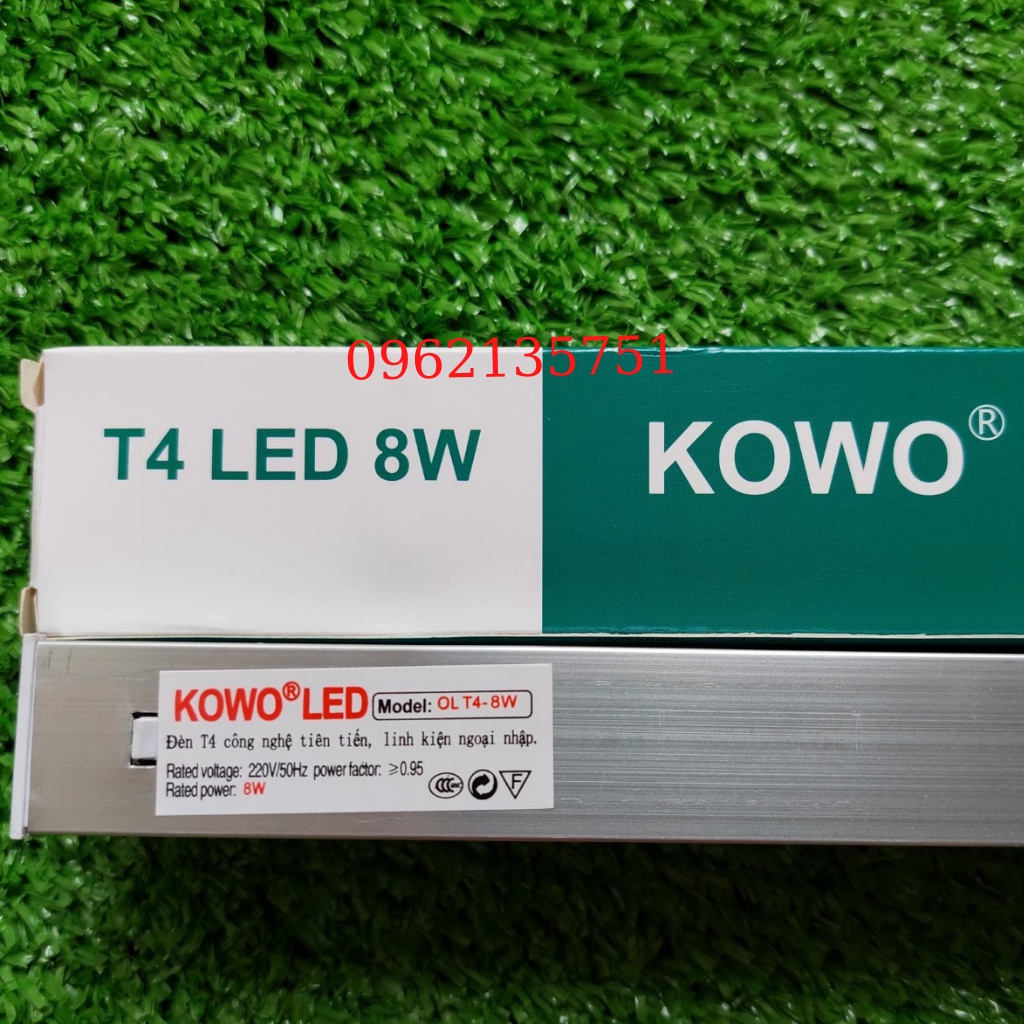 0962135751
T4 LED 8W
KOWO®
KOWO® LED Model: OL T4-8W
Đèn T4 công nghệ tiên tiến, linh kiện ngoại nhập.
Rated voltage: 220V/50Hz power factor: ≥0.95
Rated power: 8W
CCC
F